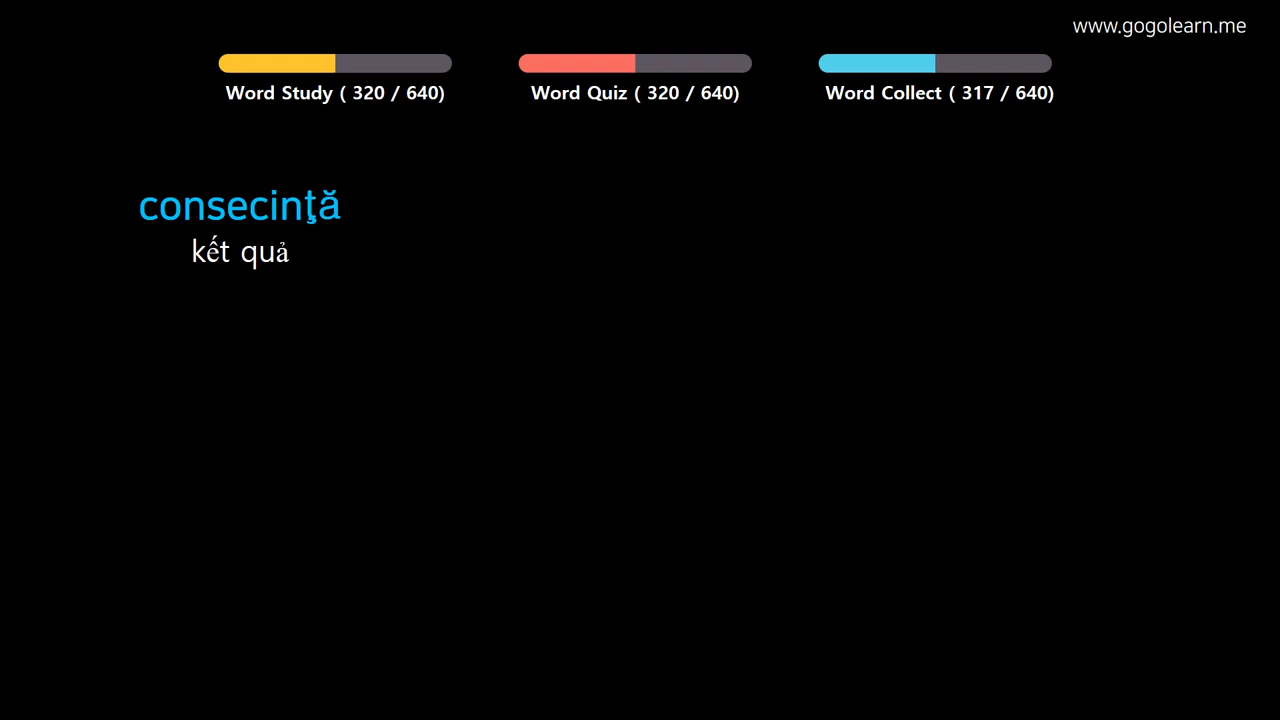 www.gogolearn.me
Word Study ( 320 / 640)
Word Quiz ( 320 / 640)
Word Collect ( 317 / 640)
consecinţă
kết quả